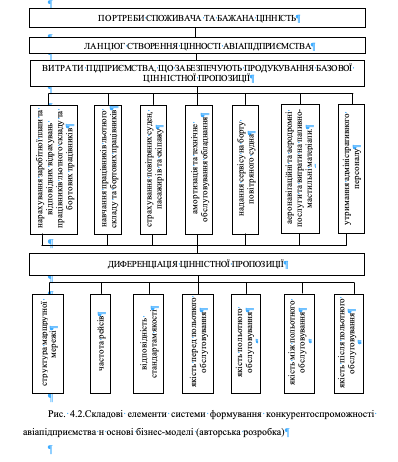 ПОТРЕБИ СПОЖИВАЧА ТА БАЖАНА ЦІННІСТЬ
ЛАНЦЮГ СТВОРЕННЯ ЦІННОСТІ АВІАПІДПРИЄМСТВА
ВИТРАТИ ПІДПРИЄМСТВА, ЩО ЗАБЕЗПЕЧУЮТЬ ПРОДУКУВАННЯ БАЗОВОЇ
ЦІННІСТНОЇ ПРОПОЗИЦІЇ
нарахування заробітної плати та
відповідних відрахувань
працівників льотного складу та
бортових працівників
навчання працівників льотного
складу та бортових працівників
страхування повітряних суден,
пасажирів та екіпажу
амортизація та технічне
обслуговування обладнання
надання сервісу на борту
повітряного судна
аеронавігаційні та аеродромні
послуги та витрати на паливно-
мастильні матеріали
утримання адміністративного
персоналу
ДИФЕРЕНЦІАЦІЯ ЦІННІСТНОЇ ПРОПОЗИЦІЇ
структура маршрутної
мережі
частота рейсів
відповідність
стандартам якості
якість перед польотного
обслуговування
якість польотного
обслуговування
якість між польотного
обслуговування
якість після польотного
обслуговування
Рис. 4.2.Складові елементи системи формування конкурентоспроможності
авіапідприємства н основі бізнес-моделі (авторська розробка)